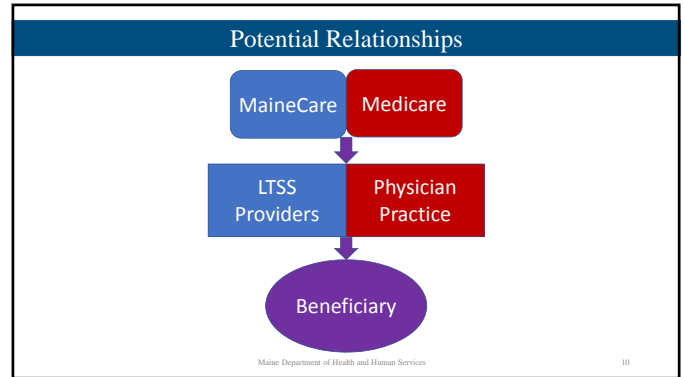 Potential Relationships
MaineCare
Medicare
LTSS
Providers
Physician
Practice
Beneficiary
Maine Department of Health and Human Services
10